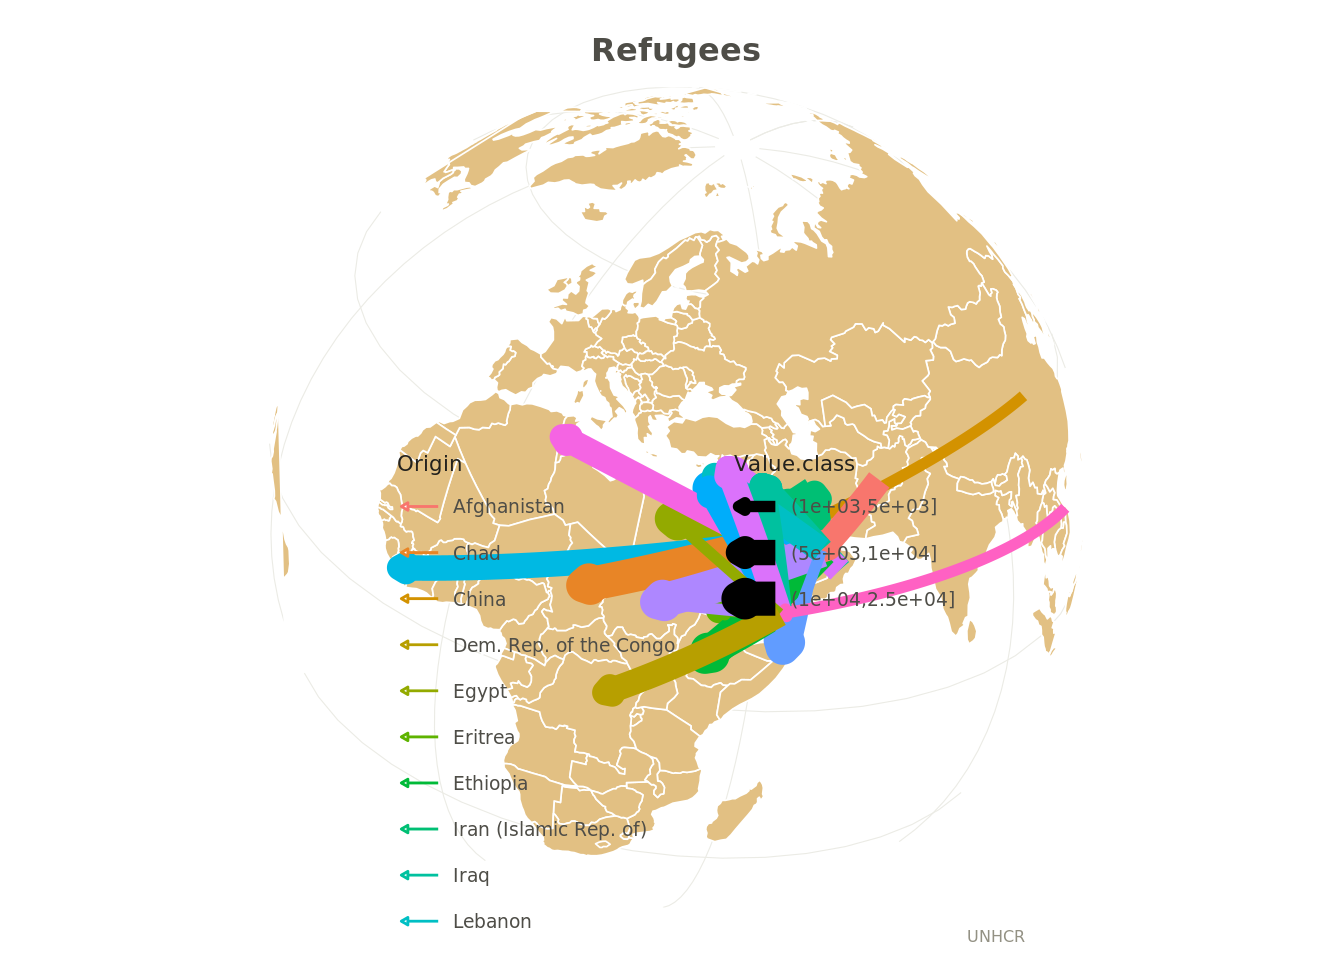 Refugees
Origin
Afghanistan
Chad
China
Dem. Rep. of the Congo
Egypt
Eritrea
Ethiopia
Iran (Islamic Rep. of)
Iraq
Lebanon
Value.class
(1e+03,5e+03]
(5e+03,1e+04]
(1e+04,2.5e+04]
UNHCR